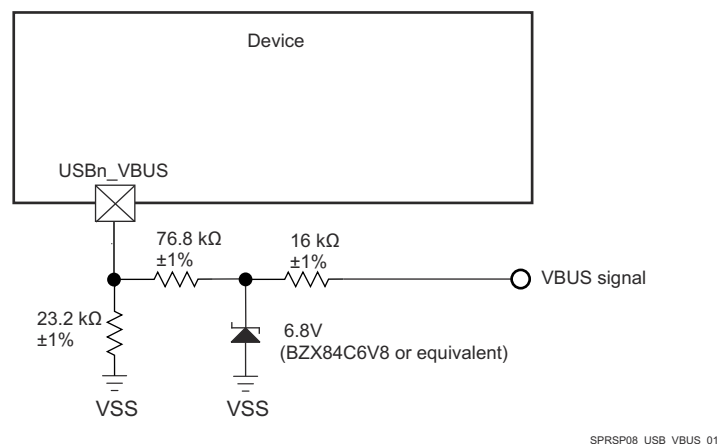 Device
USBn_VBUS
76.8 kΩ
±1%
16 kΩ
±1%
VBUS signal
23.2 kΩ
±1%
6.8V
(BZX84C6V8 or equivalent)
VSS
VSS
SPRSP08_USB_VBUS_01